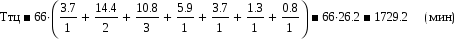 Tтц ■ 66·(3.7/1 + 14.4/2 + 10.8/3 + 5.9/1 + 3.7/1 + 1.3/1 + 0.8/1) ■ 66·26.2 ■ 1729.2 (мин)